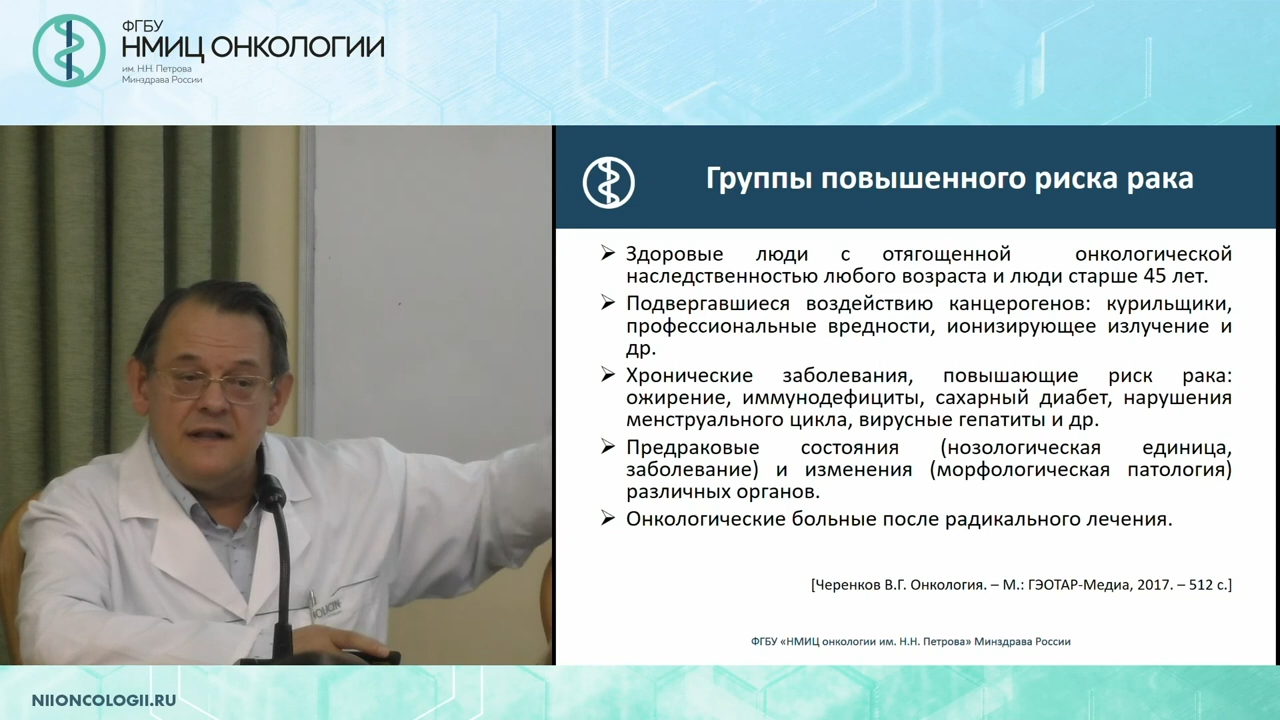 ФГБУ
НМИЦ ОНКОЛОГИИ
им. Н.Н. Петрова
Минздрава России
Группы повышенного риска рака
Здоровые люди с отягощенной онкологической
наследственностью любого возраста и люди старше 45 лет.
Подвергавшиеся воздействию канцерогенов: курильщики,
профессиональные вредности, ионизирующее излучение и
др.
Хронические заболевания, повышающие риск рака:
ожирение, иммунодефициты, сахарный диабет, нарушения
менструального цикла, вирусные гепатиты и др.
Предраковые состояния (нозологическая единица,
заболевание) и изменения (морфологическая патология)
различных органов.
Онкологические больные после радикального лечения.
[Черенков В.Г. Онкология. – М.: ГЭОТАР-Медиа, 2017. – 512 с.]
ФГБУ «НМИЦ онкологии им. Н.Н. Петрова» Минздрава России
NIIONCOLOGII.RU